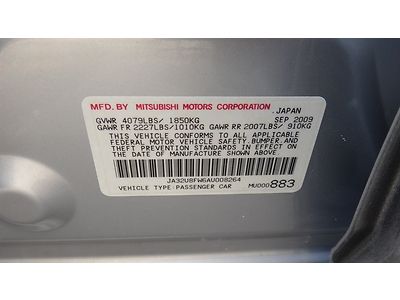 MFD. BY MITSUBISHI MOTORS CORPORATION. JAPAN
GVWR 4079LBS/ 1850KG SEP 2009
GAWR FR 2227LBS/1010KG GAWR RR 2007LBS/ 910KG
THIS VEHICLE CONFORMS TO ALL APPLICABLE
FEDERAL MOTOR VEHICLE SAFETY,BUMPER,AND
THEFT PREVENTION STANDARDS IN EFFECT ON
THE DATE OF MANUFACTURE SHOWN ABOVE.
JA32U8FW6AU008264
VEHICLE TYPE:PASSENGER CAR MU000883